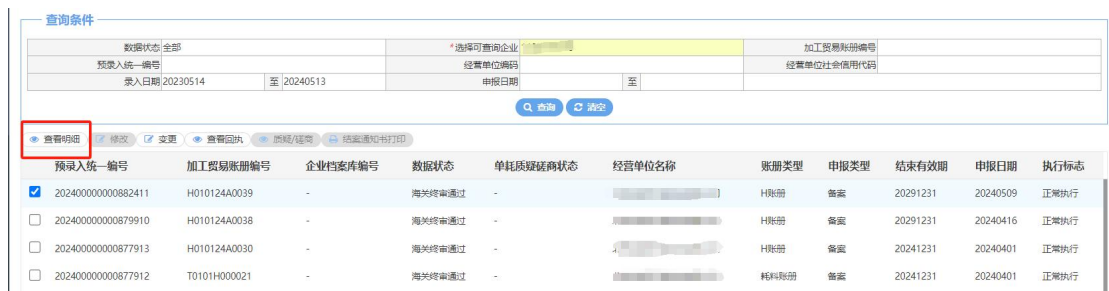 查询条件
数据状态 全部 *选择可查询企业 加工贸易账册编号
预录入统一编号 经营单位编码 经营单位社会信用代码
录入日期 20230514 至 20240513 申报日期 至
查询 清空
查看明细 修改 变更 查看回执 质疑/磋商 结案通知书打印
预录入统一编号 加工贸易账册编号 企业档案库编号 数据状态 单耗质疑磋商状态 经营单位名称 账册类型 申报类型 结束有效期 申报日期 执行标志
202400000000882411 H010124A0039 - 海关终审通过 - H账册 备案 20291231 20240509 正常执行
202400000000879910 H010124A0038 - 海关终审通过 - H账册 备案 20291231 20240416 正常执行
202400000000877913 H010124A0030 - 海关终审通过 - H账册 备案 20241231 20240401 正常执行
202400000000877912 T0101H000021 - 海关终审通过 - 耗料账册 备案 20241231 20240401 正常执行